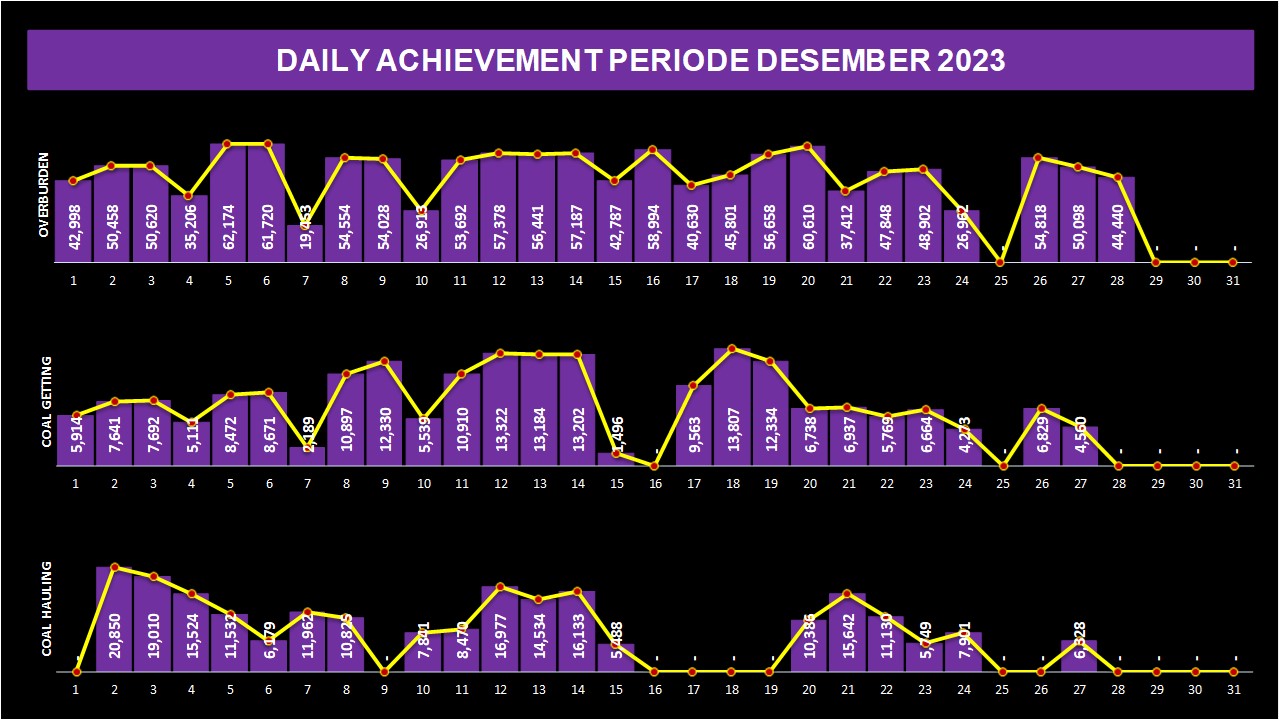 DAILY ACHIEVEMENT PERIODE DESEMBER 2023
OVERBURDEN
42,998 50,458 50,620 35,206 62,174 61,720 19,453 54,554 54,028 26,913 53,692 57,378 56,441 57,187 42,787 58,994 40,630 45,801 56,658 60,610 37,412 47,848 48,902 26,962 - 54,818 50,098 44,440 - - -
1 2 3 4 5 6 7 8 9 10 11 12 13 14 15 16 17 18 19 20 21 22 23 24 25 26 27 28 29 30 31
COAL GETTING
5,914 7,641 7,692 8,472 8,671 2,189 10,897 12,330 5,539 10,910 13,322 13,184 13,202 1,496 - 9,563 13,807 12,334 6,738 6,937 5,769 6,664 4,273 - 6,829 4,560 - - - -
1 2 3 4 5 6 7 8 9 10 11 12 13 14 15 16 17 18 19 20 21 22 23 24 25 26 27 28 29 30 31
COAL HAULING
- 20,850 19,010 15,524 11,532 6,179 11,962 10,825 - 7,801 8,470 16,977 14,534 16,133 5,488 - - - - 10,386 15,642 11,130 7,901 - - 6,328 - - - -
1 2 3 4 5 6 7 8 9 10 11 12 13 14 15 16 17 18 19 20 21 22 23 24 25 26 27 28 29 30 31